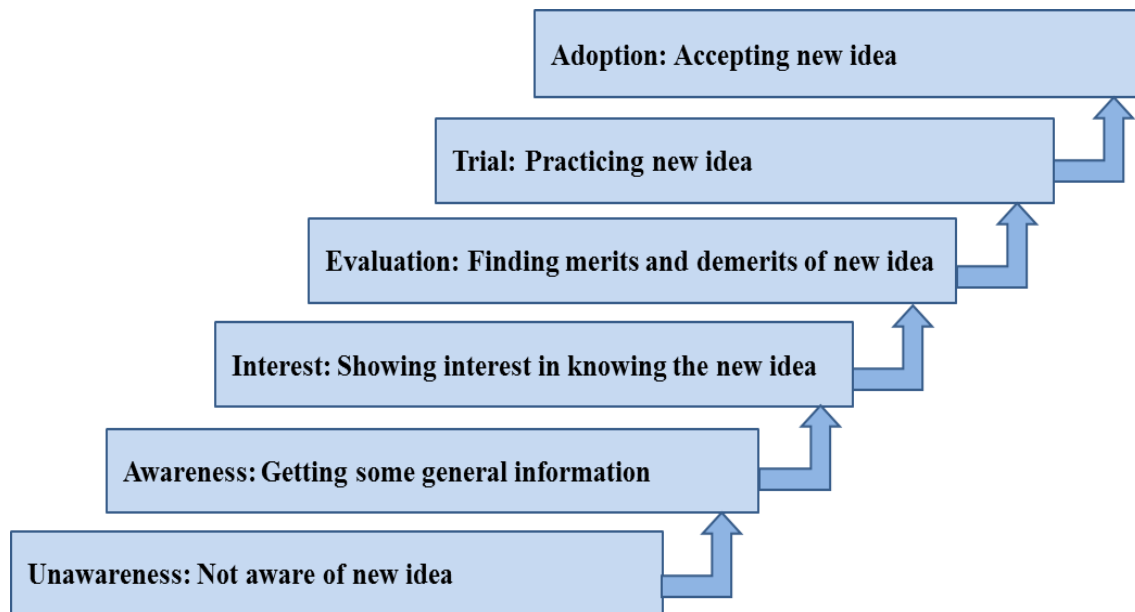 Adoption: Accepting new idea
Trial: Practicing new idea
Evaluation: Finding merits and demerits of new idea
Interest: Showing interest in knowing the new idea
Awareness: Getting some general information
Unawareness: Not aware of new idea